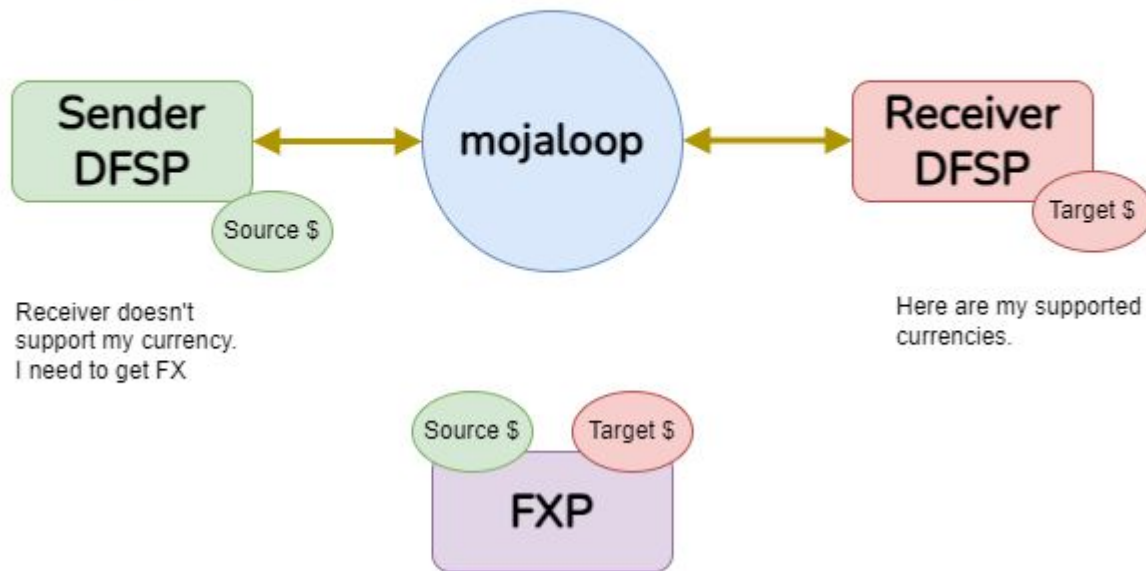 Sender
DFSP
Source $
mojaloop
Receiver
DFSP
Target $
Receiver doesn't
support my currency.
I need to get FX
Here are my supported
currencies.
Source $
Target $
FXP